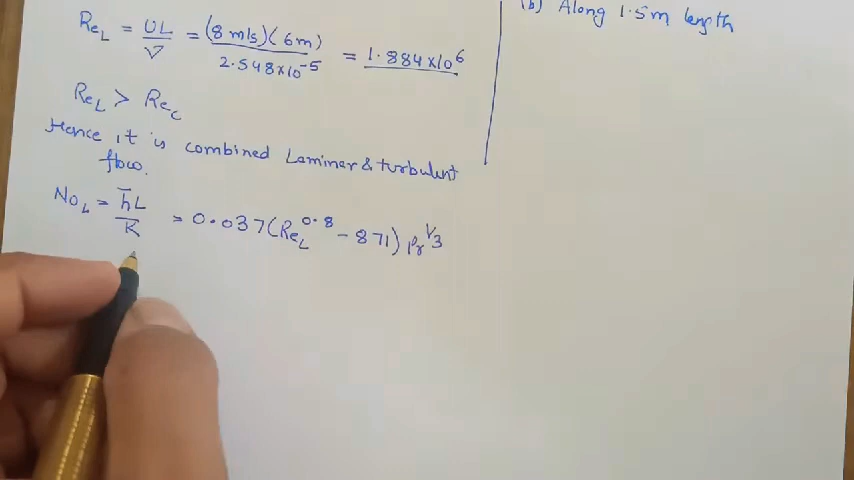 Re_L = UL/ν = (8 m/s)(6m)/2.548×10^-5 = 1.884×10^6
Re_L > Re_c
Hence it is combined Laminar & turbulent
flow.
Nu_L = h̄L/K = 0.037(Re_L^0.8 - 871) Pr^1/3
(b) Along 1.5m length